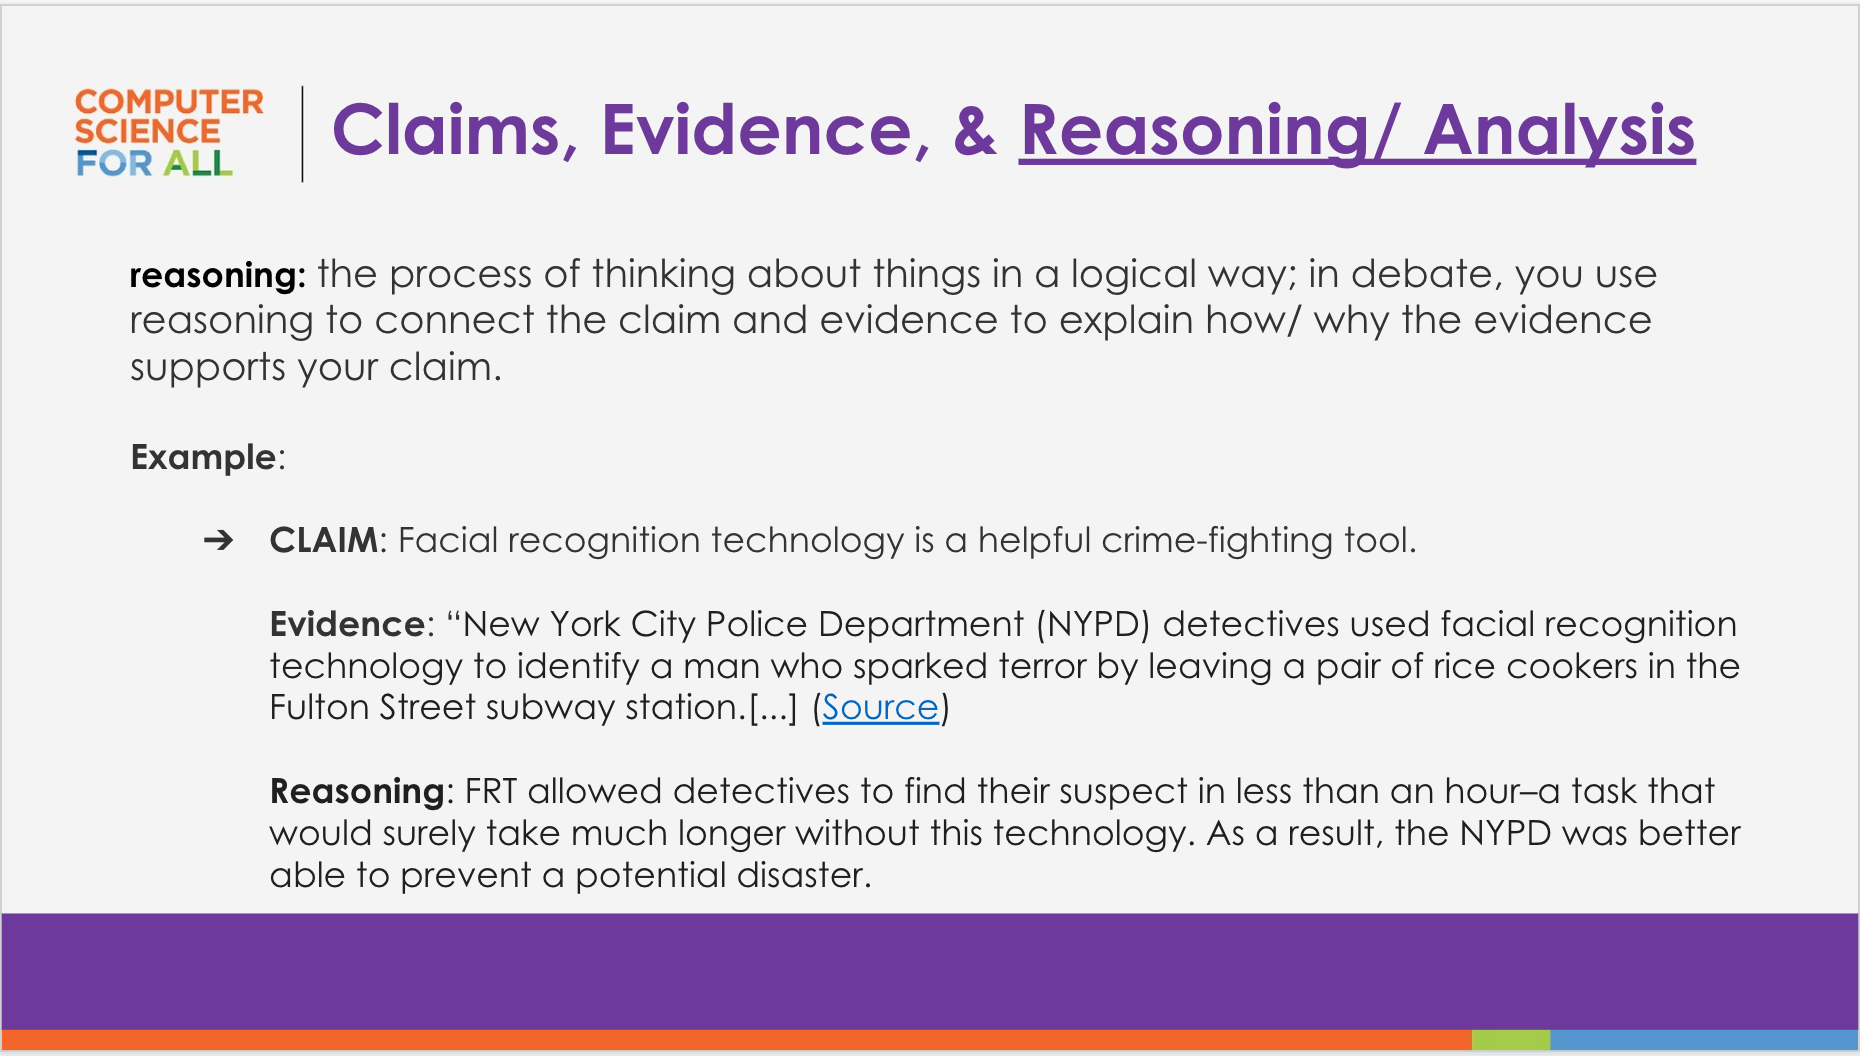 COMPUTER
SCIENCE
FOR ALL
Claims, Evidence, & Reasoning/ Analysis
reasoning: the process of thinking about things in a logical way; in debate, you use
reasoning to connect the claim and evidence to explain how/ why the evidence
supports your claim.
Example:
➔ CLAIM: Facial recognition technology is a helpful crime-fighting tool.
Evidence: “New York City Police Department (NYPD) detectives used facial recognition
technology to identify a man who sparked terror by leaving a pair of rice cookers in the
Fulton Street subway station.[...] (Source)
Reasoning: FRT allowed detectives to find their suspect in less than an hour–a task that
would surely take much longer without this technology. As a result, the NYPD was better
able to prevent a potential disaster.